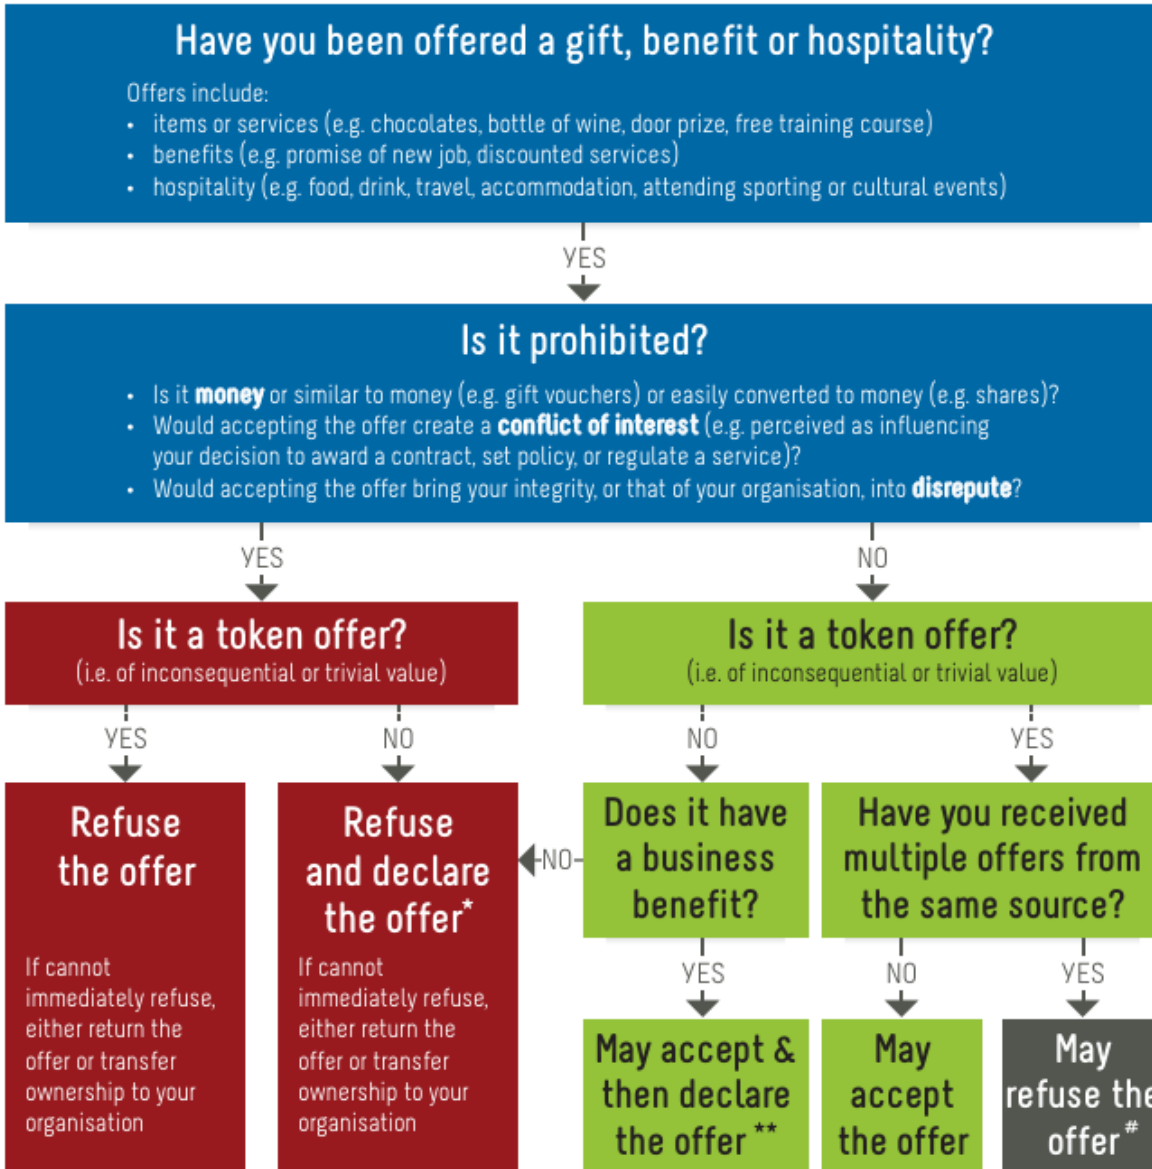 Have you been offered a gift, benefit or hospitality?
Offers include:
• items or services (e.g. chocolates, bottle of wine, door prize, free training course)
• benefits (e.g. promise of new job, discounted services)
• hospitality (e.g. food, drink, travel, accommodation, attending sporting or cultural events)
YES
Is it prohibited?
• Is it money or similar to money (e.g. gift vouchers) or easily converted to money (e.g. shares)?
• Would accepting the offer create a conflict of interest (e.g. perceived as influencing
your decision to award a contract, set policy, or regulate a service)?
• Would accepting the offer bring your integrity, or that of your organisation, into disrepute?
YES
NO
Is it a token offer?
(i.e. of inconsequential or trivial value)
Is it a token offer?
(i.e. of inconsequential or trivial value)
YES
NO
NO
YES
Refuse
the offer
If cannot
immediately refuse,
either return the
offer or transfer
ownership to your
organisation
Refuse
and declare
the offer*
If cannot
immediately refuse,
either return the
offer or transfer
ownership to your
organisation
NO
Does it have
a business
benefit?
Have you received
multiple offers from
the same source?
YES
NO
YES
May accept &
then declare
the offer **
May
accept
the offer
May
refuse the
offer #